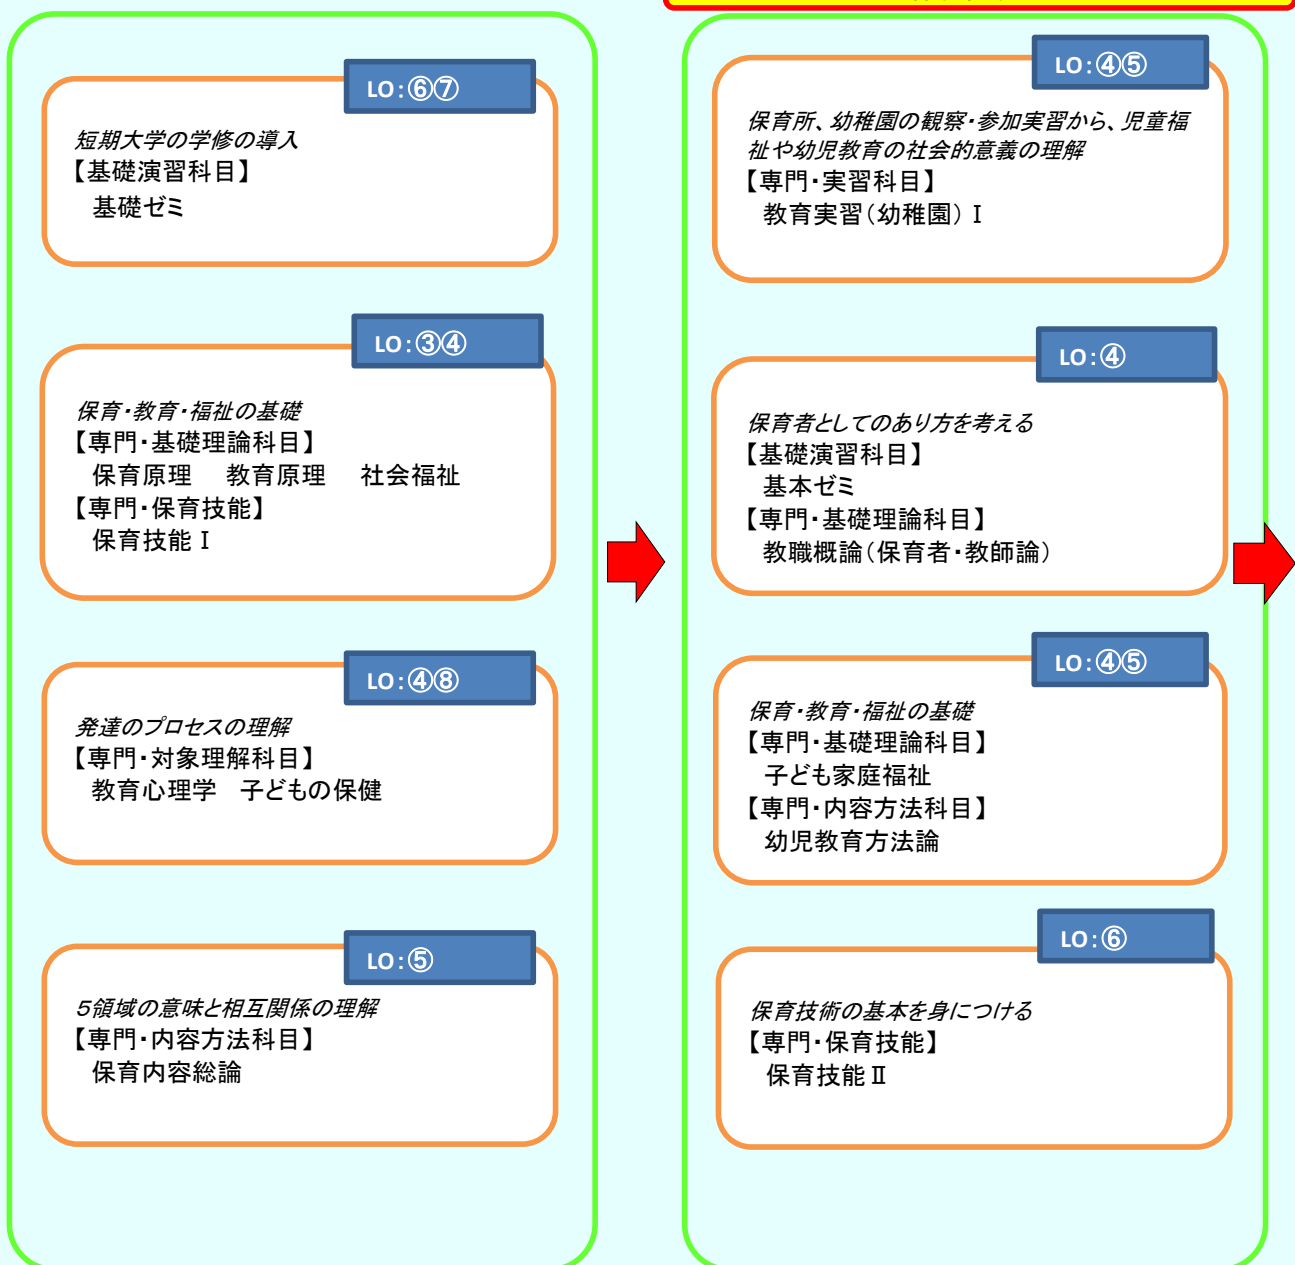 LO:⑥⑦
短期大学の学修の導入
【基礎演習科目】
基礎ゼミ
LO:③④
保育・教育・福祉の基礎
【専門・基礎理論科目】
保育原理 教育原理 社会福祉
【専門・保育技能】
保育技能Ⅰ
LO:④⑧
発達のプロセスの理解
【専門・対象理解科目】
教育心理学 子どもの保健
LO:⑤
5領域の意味と相互関係の理解
【専門・内容方法科目】
保育内容総論
LO:④⑤
保育所、幼稚園の観察・参加実習から、児童福
祉や幼児教育の社会的意義の理解
【専門・実習科目】
教育実習(幼稚園)Ⅰ
LO:④
保育者としてのあり方を考える
【基礎演習科目】
基本ゼミ
【専門・基礎理論科目】
教職概論(保育者・教師論)
LO:④⑤
保育・教育・福祉の基礎
【専門・基礎理論科目】
子ども家庭福祉
【専門・内容方法科目】
幼児教育方法論
LO:⑥
保育技術の基本を身につける
【専門・保育技能】
保育技能Ⅱ